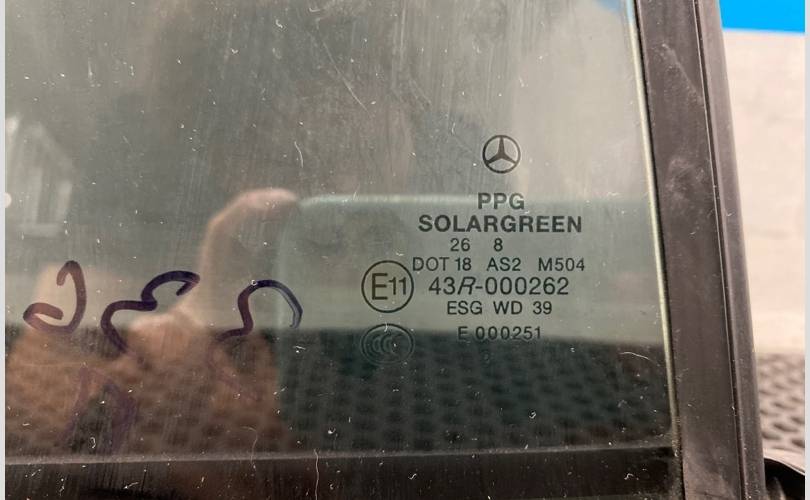 PPG
SOLARGREEN
26 8
DOT 18 AS2 M504
E11 43R-000262
ESG WD 39
E 000251